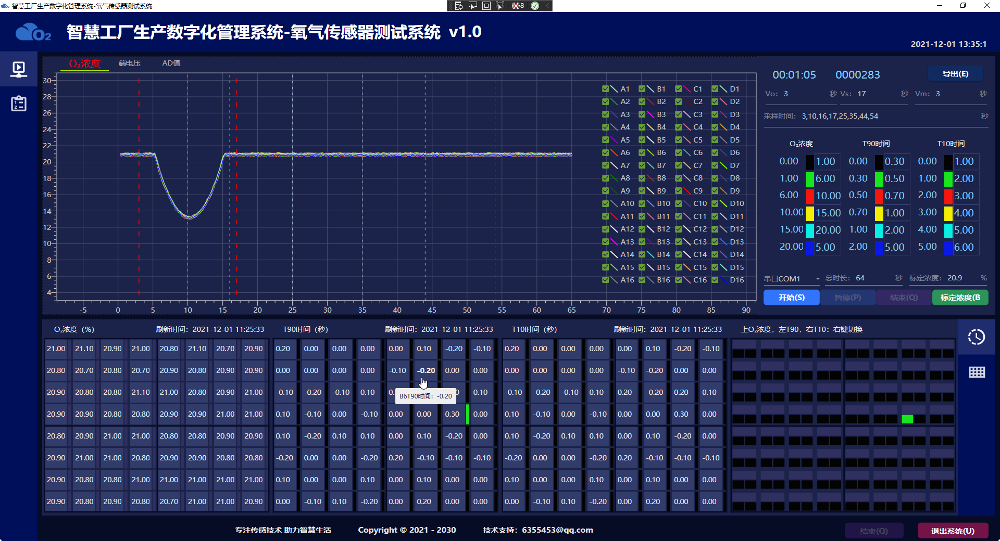 智慧工厂生产数字化管理系统-氧气传感器测试系统
8
O2 智慧工厂生产数字化管理系统-氧气传感器测试系统 v1.0
2021-12-01 13:35:1
O₂浓度 端电压 AD值
30
28
26
24
22
20
18
16
14
12
10
8
6
4
-5 0 5 10 15 20 25 30 35 40 45 50 55 60 65 70 75 80 85 90
A1 B1 C1 D1
A2 B2 C2 D2
A3 B3 C3 D3
A4 B4 C4 D4
A5 B5 C5 D5
A6 B6 C6 D6
A7 B7 C7 D7
A8 B8 C8 D8
A9 B9 C9 D9
A10 B10 C10 D10
A11 B11 C11 D11
A12 B12 C12 D12
A13 B13 C13 D13
A14 B14 C14 D14
A15 B15 C15 D15
A16 B16 C16 D16
00:01:05 0000283 导出(E)
Vo: 3 秒 Vs: 17 秒 Vm: 3 秒
采样时间: 3,10,16,17,25,35,44,54 秒
O₂浓度 T90时间 T10时间
0.00 1.00 0.00 0.30 0.00 1.00
1.00 6.00 0.30 0.50 1.00 2.00
6.00 10.00 0.50 0.70 2.00 3.00
10.00 15.00 0.70 1.00 3.00 4.00
15.00 20.00 1.00 2.00 4.00 5.00
20.00 5.00 2.00 5.00 5.00 6.00
串口COM1 总时长: 64 秒 标定浓度: 20.9 %
开始(S) 暂停(P) 结束(Q) 标定浓度(B
O₂浓度（%） 刷新时间：2021-12-01 11:25:33
21.00 21.10 20.90 21.00 20.80 21.10 20.70 20.90
20.80 20.70 20.80 20.70 20.90 20.80 20.90 20.90
20.90 20.80 20.80 21.10 21.00 20.80 20.90 21.00
20.90 20.90 20.80 20.80 20.90 20.90 21.00 21.00
20.80 20.90 21.00 21.00 20.80 20.80 20.90 20.90
20.90 21.00 21.00 20.80 20.90 20.90 20.80 20.80
20.90 20.80 20.80 21.00 21.00 20.90 21.00 21.00
20.90 20.80 20.90 20.80 20.70 21.00 21.00 20.90
T90时间（秒） 刷新时间：2021-12-01 11:25:33
0.20 0.00 0.00 0.00 0.00 0.10 -0.20 -0.10
0.00 0.00 0.00 0.00 -0.10 -0.20 0.00 0.00
-0.10 -0.20 -0.10 0.10 0.10
B6T90时间：-0.20
0.10 -0.10 0.00 -0.10 0.00 0.00 0.30 0.00
0.10 -0.20 0.10 0.10 0.00 0.10 -0.20 0.00
-0.20 0.00 0.00 -0.20 0.20 -0.10 -0.10 -0.10
0.10 0.00 0.00 0.10 0.00 0.10 0.00 0.00
0.00 -0.10 0.10 -0.20 0.00 0.20 0.00 0.00
T10时间（秒） 刷新时间：2021-12-01 11:25:33
0.20 0.00 0.00 0.00 0.00 0.10 -0.20 -0.10
0.00 0.00 0.00 0.00 -0.10 -0.20 0.00 0.00
-0.10 -0.20 -0.10 0.10 0.20 -0.20 0.20 0.10
0.10 -0.10 0.00 -0.10 0.00 0.00 0.30 0.00
0.10 -0.20 0.10 0.10 0.00 0.10 -0.20 0.00
-0.20 0.00 0.00 -0.20 0.20 -0.10 -0.10 -0.10
0.10 0.00 0.00 0.10 0.00 0.10 0.00 0.00
0.00 -0.10 0.10 -0.20 0.00 0.20 0.00 0.00
上O₂浓度，左T90，右T10：右键切换
专注传感技术 助力智慧生活 Copyright © 2021 - 2030 技术支持：6355453@qq.com
结束(Q) 退出系统(U)